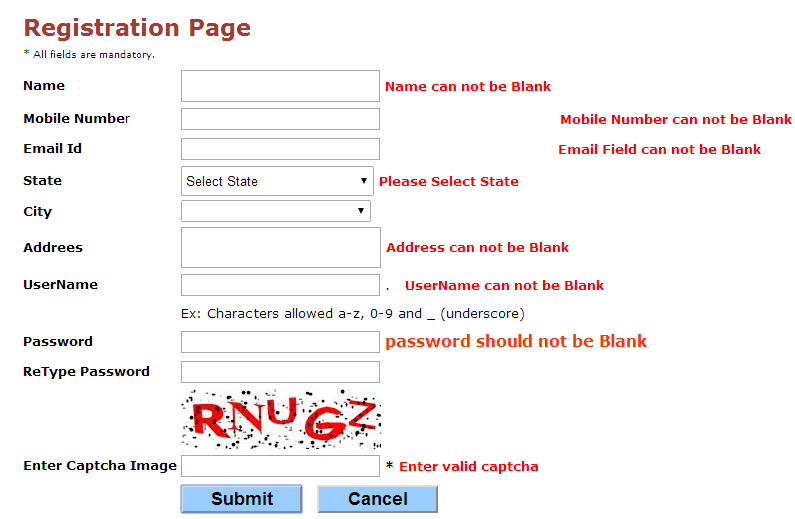 Registration Page
* All fields are mandatory.
Name Name can not be Blank
Mobile Number Mobile Number can not be Blank
Email Id Email Field can not be Blank
State Select State Please Select State
City
Addrees Address can not be Blank
UserName . UserName can not be Blank
Ex: Characters allowed a-z, 0-9 and _ (underscore)
Password password should not be Blank
ReType Password
RNUGZ
Enter Captcha Image * Enter valid captcha
Submit Cancel